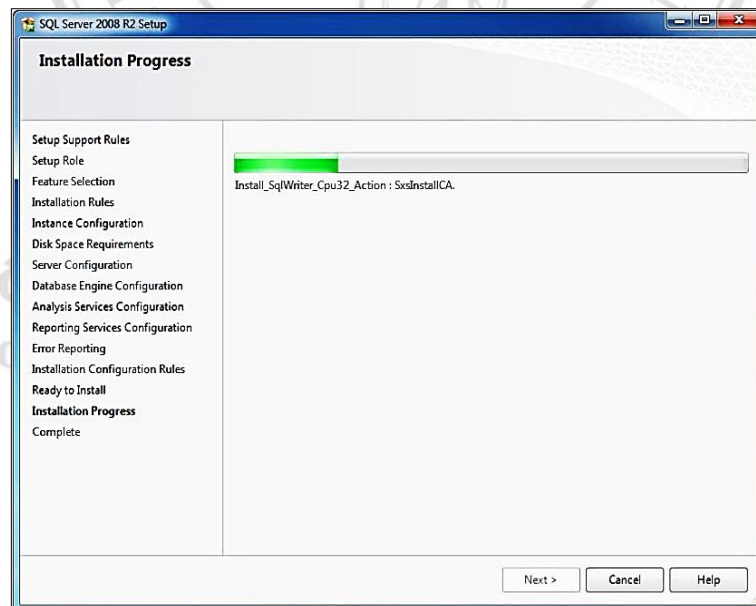 SQL Server 2008 R2 Setup
Installation Progress
Setup Support Rules
Setup Role
Feature Selection
Installation Rules
Instance Configuration
Disk Space Requirements
Server Configuration
Database Engine Configuration
Analysis Services Configuration
Reporting Services Configuration
Error Reporting
Installation Configuration Rules
Ready to Install
Installation Progress
Complete
Install_SqlWriter_Cpu32_Action : SxsInstallCA.
Next >
Cancel
Help